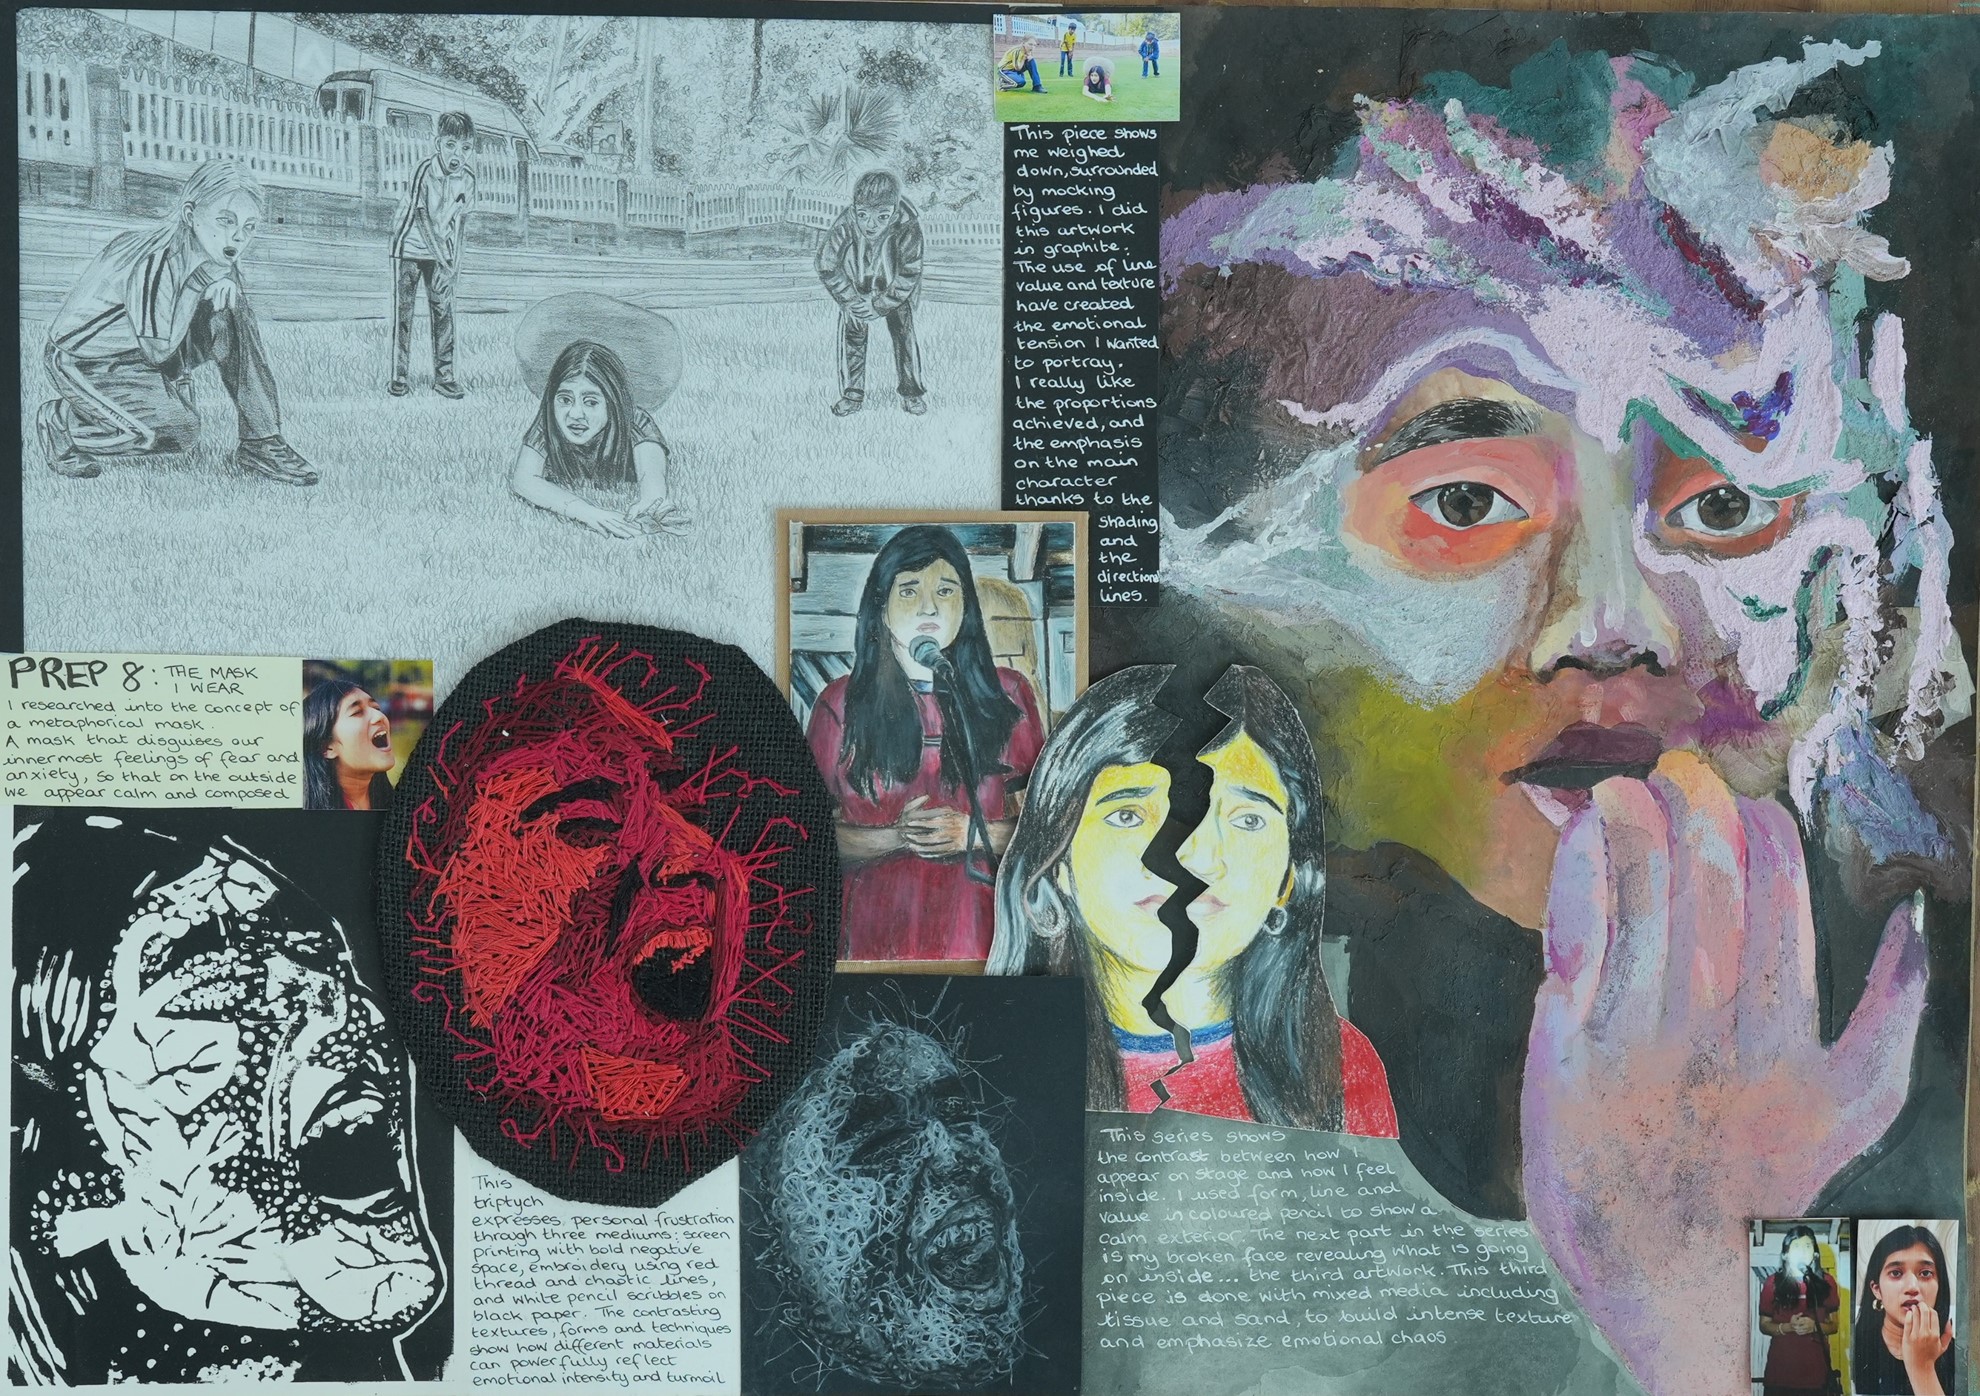 This piece shows
me weighed
down, surrounded
by mocking
figures. I did
this artwork
in graphite.
The use of line
value and texture
have created
the emotional
tension I wanted
to portray.
I really like
the proportions
achieved, and
the emphasis
on the main
character
thanks to the
shading
and
the
directional
lines.
PREP 8: THE MASK
I WEAR
I researched into the concept of
a metaphorical mask.
A mask that disguises our
innermost feelings of fear and
anxiety, so that on the outside
we appear calm and composed
This
triptych
expresses personal frustration
through three mediums: screen
printing with bold negative
space, embroidery using red
thread and chaotic lines,
and white pencil scribbles on
black paper. The contrasting
textures, forms and techniques
show how different materials
can powerfully reflect
emotional intensity and turmoil
This series shows
the contrast between how I
appear on stage and how I feel
inside. I used form, line and
value in coloured pencil to show a
calm exterior. The next part in the series
is my broken face revealing what is going
on inside... the third artwork. This third
piece is done with mixed media including
tissue and sand, to build intense texture
and emphasize emotional chaos